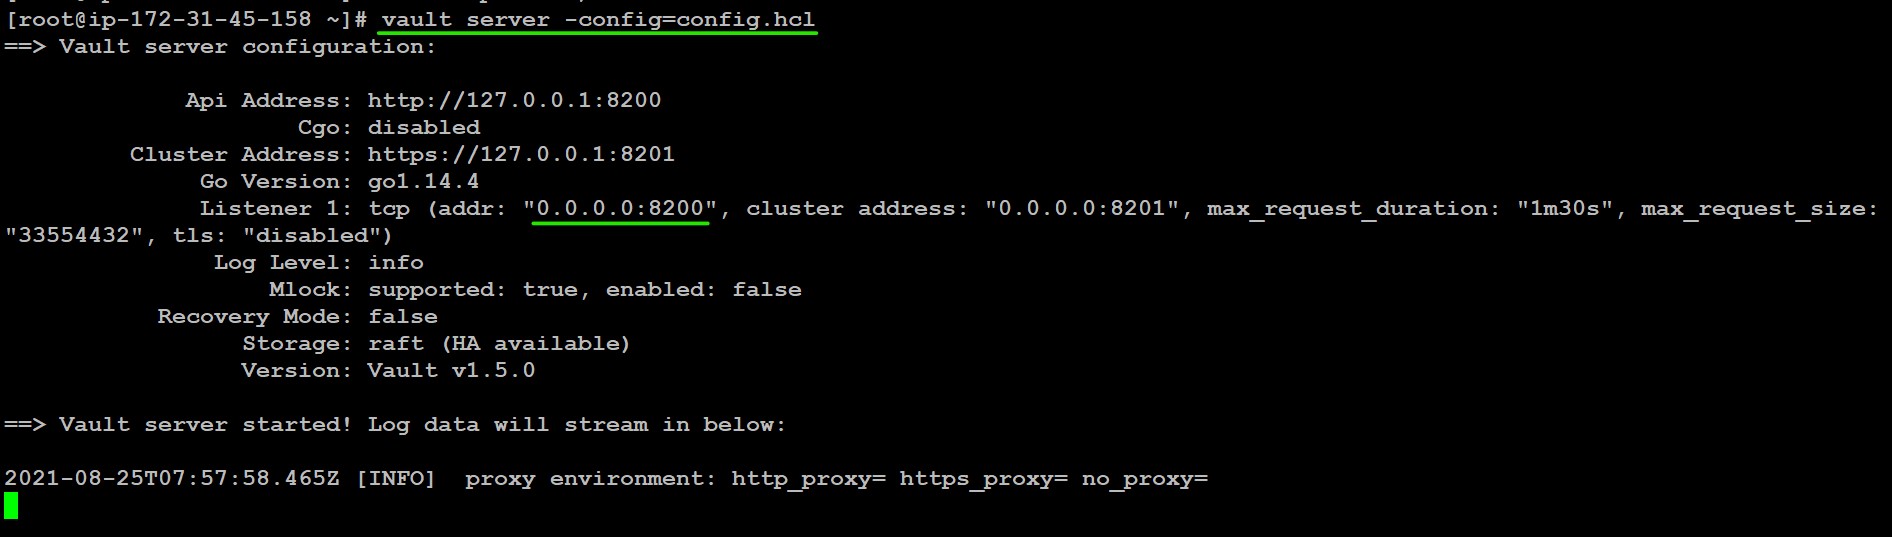 [root@ip-172-31-45-158 ~]# vault server -config=config.hcl
==> Vault server configuration:
Api Address: http://127.0.0.1:8200
Cgo: disabled
Cluster Address: https://127.0.0.1:8201
Go Version: go1.14.4
Listener 1: tcp (addr: "0.0.0.0:8200", cluster address: "0.0.0.0:8201", max_request_duration: "1m30s", max_request_size:
"33554432", tls: "disabled")
Log Level: info
Mlock: supported: true, enabled: false
Recovery Mode: false
Storage: raft (HA available)
Version: Vault v1.5.0
==> Vault server started! Log data will stream in below:
2021-08-25T07:57:58.465Z [INFO]  proxy environment: http_proxy= https_proxy= no_proxy=